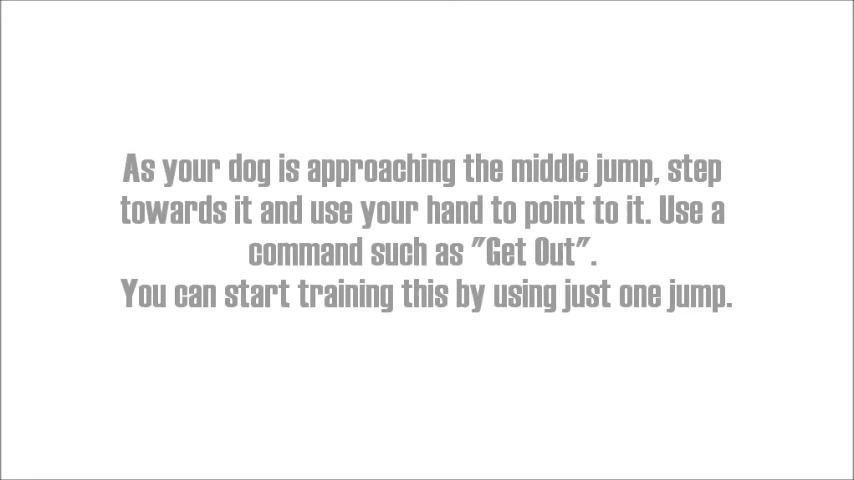 As your dog is approaching the middle jump, step
towards it and use your hand to point to it. Use a
command such as "Get Out".
You can start training this by using just one jump.